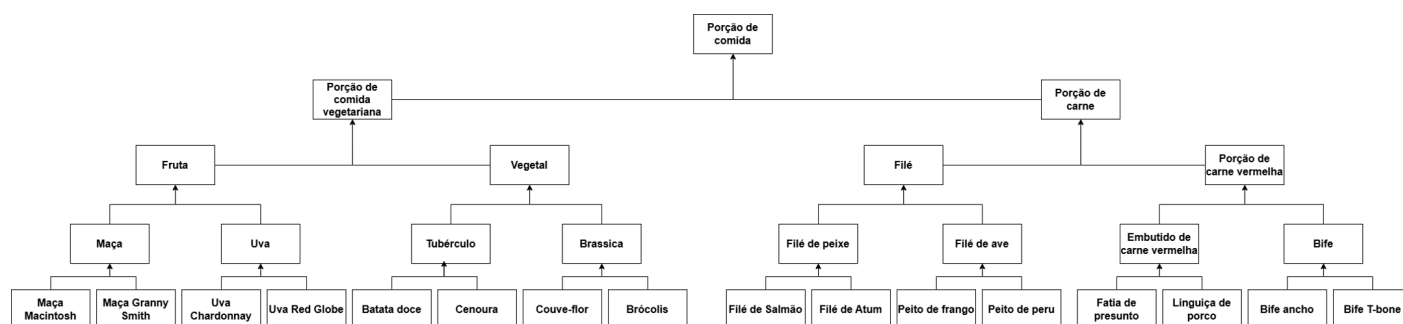 Porção de
comida
Porção de
comida
vegetariana
Porção de
carne
Fruta
Vegetal
Filé
Porção de
carne vermelha
Maça
Uva
Tubérculo
Brassica
Filé de peixe
Filé de ave
Embutido de
carne vermelha
Bife
Maça
Macintosh
Maça Granny
Smith
Uva
Chardonnay
Uva Red Globe
Batata doce
Cenoura
Couve-flor
Brócolis
Filé de Salmão
Filé de Atum
Peito de frango
Peito de peru
Fatia de
presunto
Linguiça de
porco
Bife ancho
Bife T-bone